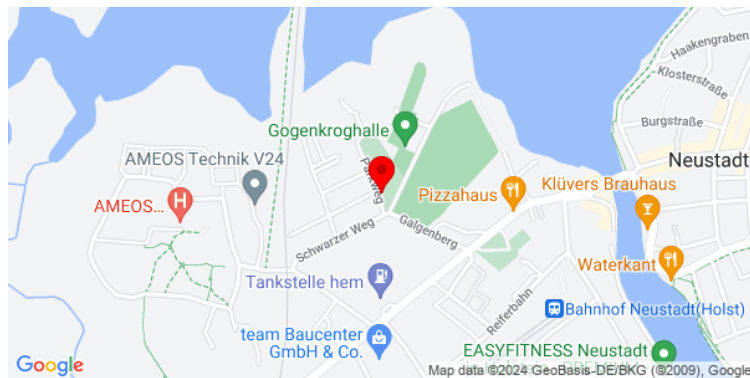 Haakengraben
Klosterstraße
Burgstraße
Gogenkroghalle
AMEOS Technik V24
Neustadt
Parkweg
Klüvers Brauhaus
Pizzahaus
AMEOS...
H
Galgenberg
Schwarzer Weg
Waterkant
Tankstelle hem
Reiferbahn
Bahnhof Neustadt(Holst)
team Baucenter
GmbH & Co.
EASYFITNESS Neustadt
Google
Map data ©2024 GeoBasis-DE/BKG (©2009), Google